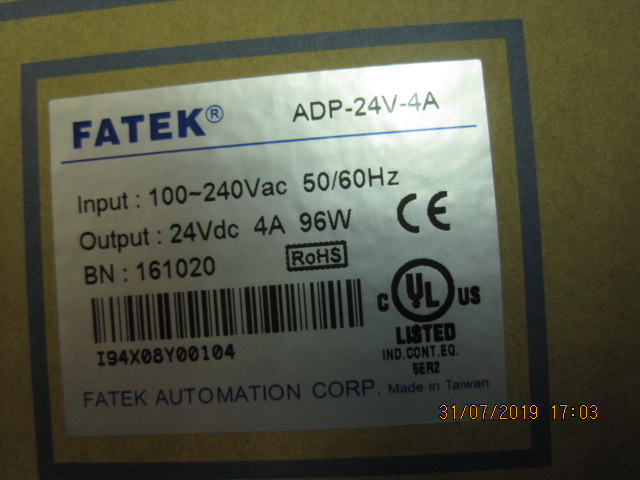 FATEK® ADP-24V-4A
Input : 100~240Vac 50/60Hz
Output : 24Vdc 4A 96W
CE
BN : 161020
RoHS
C UL US
LISTED
IND.CONT.EQ.
5ER2
I94X08Y00104
FATEK AUTOMATION CORP. Made in Taiwan
31/07/2019 17:03